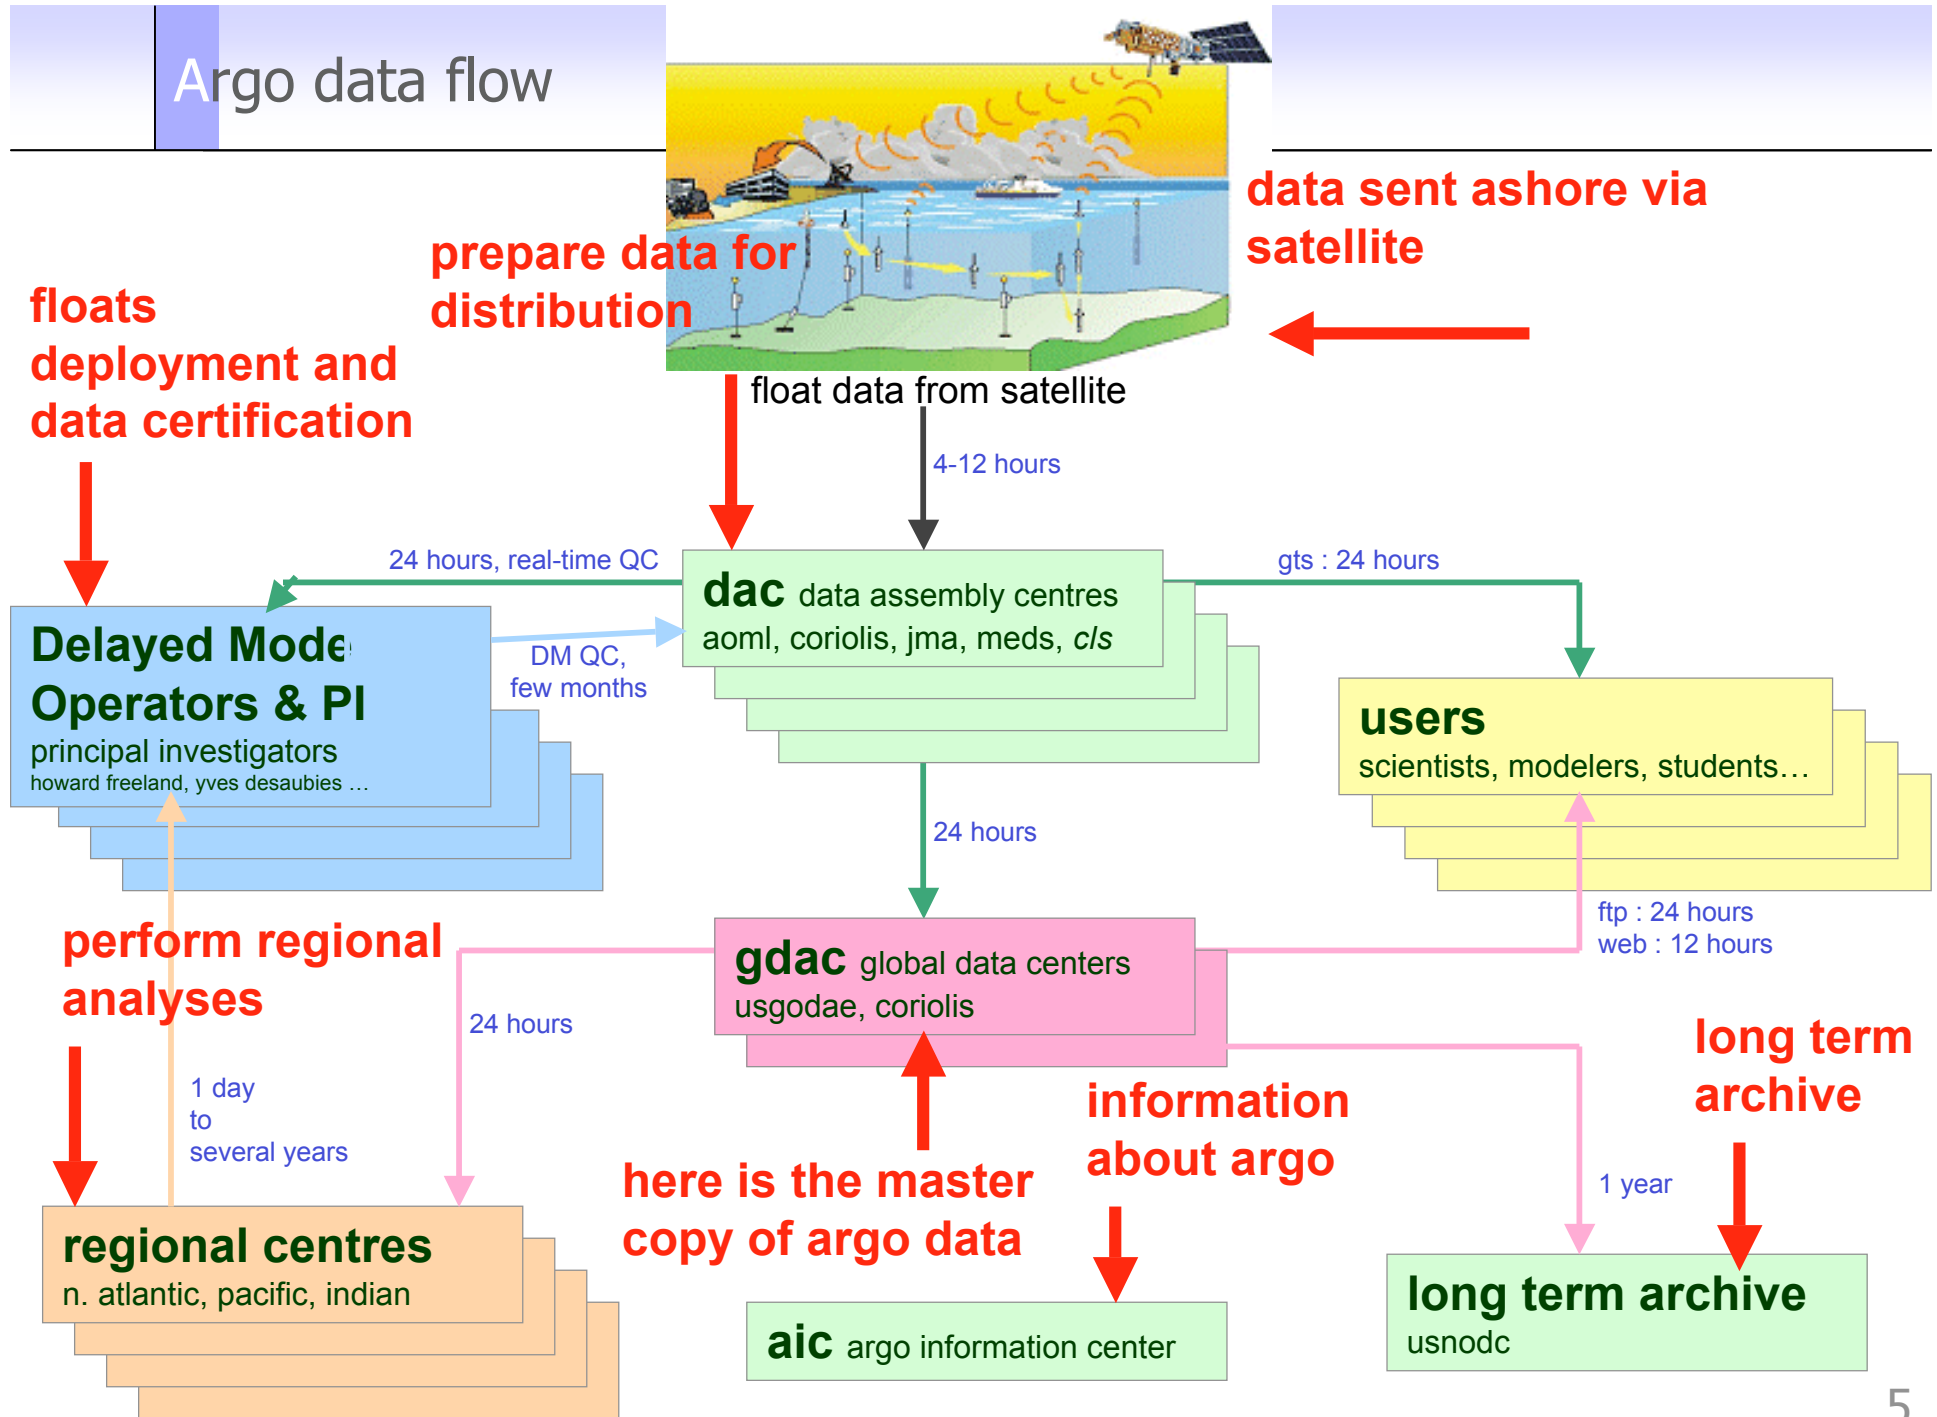 Argo data flow
data sent ashore via
satellite
prepare data for
distribution
floats
deployment and
data certification
float data from satellite
4-12 hours
24 hours, real-time QC
gts : 24 hours
dac data assembly centres
aoml, coriolis, jma, meds, cls
Delayed Mode
Operators & PI
principal investigators
howard freeland, yves desaubies ...
DM QC,
few months
users
scientists, modelers, students…
24 hours
ftp : 24 hours
web : 12 hours
perform regional
analyses
gdac global data centers
usgodae, coriolis
24 hours
long term
archive
1 day
to
several years
information
about argo
here is the master
copy of argo data
1 year
regional centres
n. atlantic, pacific, indian
aic argo information center
long term archive
usnodc
5